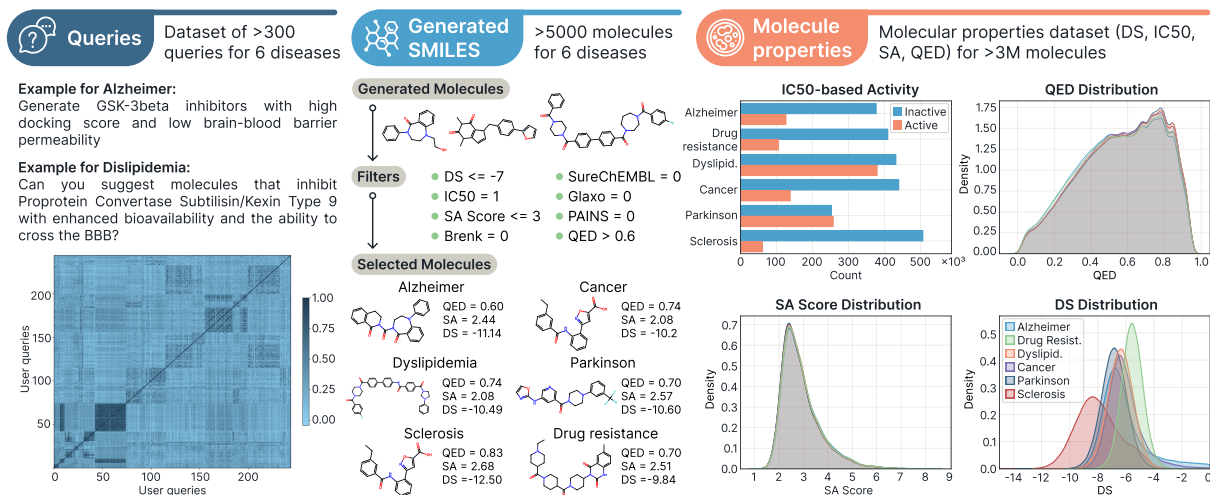 Queries
Dataset of >300
queries for 6 diseases
Example for Alzheimer:
Generate GSK-3beta inhibitors with high
docking score and low brain-blood barrier
permeability
Example for Dislipidemia:
Can you suggest molecules that inhibit
Proprotein Convertase Subtilisin/Kexin Type 9
with enhanced bioavailability and the ability to
cross the BBB?
User queries
200
150
100
50
50
100
150
200
User queries
1.00
0.75
0.50
0.25
0.00
Generated
SMILES
>5000 molecules
for 6 diseases
Generated Molecules
Filters
DS <= -7
IC50 = 1
SA Score <= 3
Brenk = 0
SureChEMBL = 0
Glaxo = 0
PAINS = 0
QED > 0.6
Selected Molecules
Alzheimer
QED = 0.60
SA = 2.44
DS =-11.14
Cancer
QED = 0.74
SA = 2.08
DS =-10.2
Dyslipidemia
QED = 0.74
SA = 2.08
DS =-10.49
Parkinson
QED = 0.70
SA = 2.57
DS =-10.60
Sclerosis
QED = 0.83
SA = 2.68
DS =-12.50
Drug resistance
QED = 0.70
SA = 2.51
DS =-9.84
Molecule
properties
Molecular properties dataset (DS, IC50,
SA, QED) for >3M molecules
IC50-based Activity
Alzheimer
Drug
resistance
Dyslipid.
Cancer
Parkinson
Sclerosis
Inactive
Active
0
100
200
300
400
500
×10³
Count
QED Distribution
Density
1.75
1.50
1.25
1.00
0.75
0.50
0.25
0.00
0.0
0.2
0.4
0.6
0.8
1.0
QED
SA Score Distribution
Density
0.7
0.6
0.5
0.4
0.3
0.2
0.1
0.0
1
2
3
4
5
6
7
8
9
SA Score
DS Distribution
Density
0.5
0.4
0.3
0.2
0.1
0.0
Alzheimer
Drug Resist.
Dyslipid.
Cancer
Parkinson
Sclerosis
-14
-12
-10
-8
-6
-4
-2
0
DS